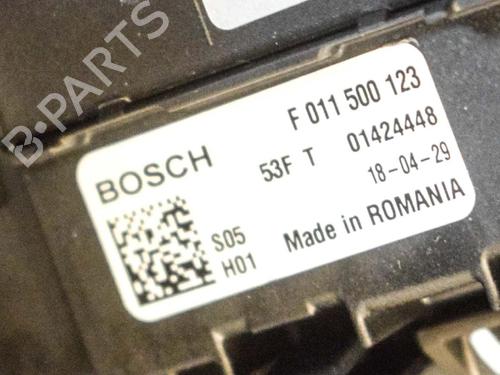 B-PARTS
BOSCH
F 011 500 123
53F T 01424448
18-04-29
S05
H01
Made in ROMANIA